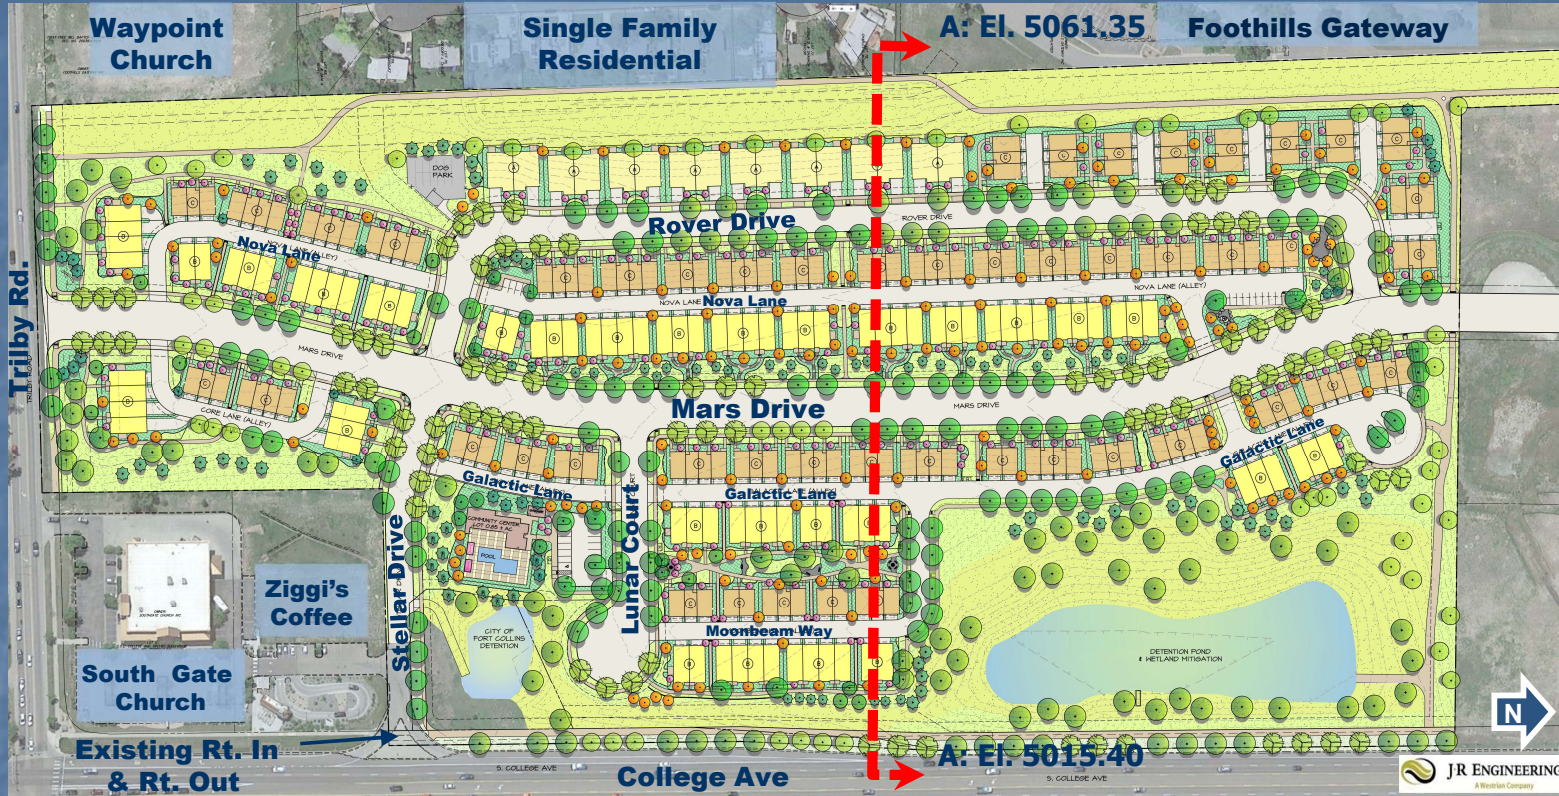 Waypoint
Church
Single Family
Residential
A: El. 5061.35
Foothills Gateway
DOG
PARK
Rover Drive
ROVER DRIVE
Nova Lane
Trilby Rd.
NOVA LANE
Nova Lane
NOVA LANE (ALLEY)
MARS DRIVE
Mars Drive
MARS DRIVE
CORE LANE (ALLEY)
Galactic Lane
Galactic Lane
Galactic Lane
Stellar Drive
Lunar Court
COMMUNITY CENTER
LOT 0.85 ± AC
POOL
Ziggi's
Coffee
CITY OF
FORT COLLINS
DETENTION
Moonbeam Way
DETENTION POND
& WETLAND MITIGATION
South Gate
Church
N
Existing Rt. In
& Rt. Out
A: El. 5015.40
S. COLLEGE AVE
College Ave
S. COLLEGE AVE
J·R ENGINEERING
A Westrian Company